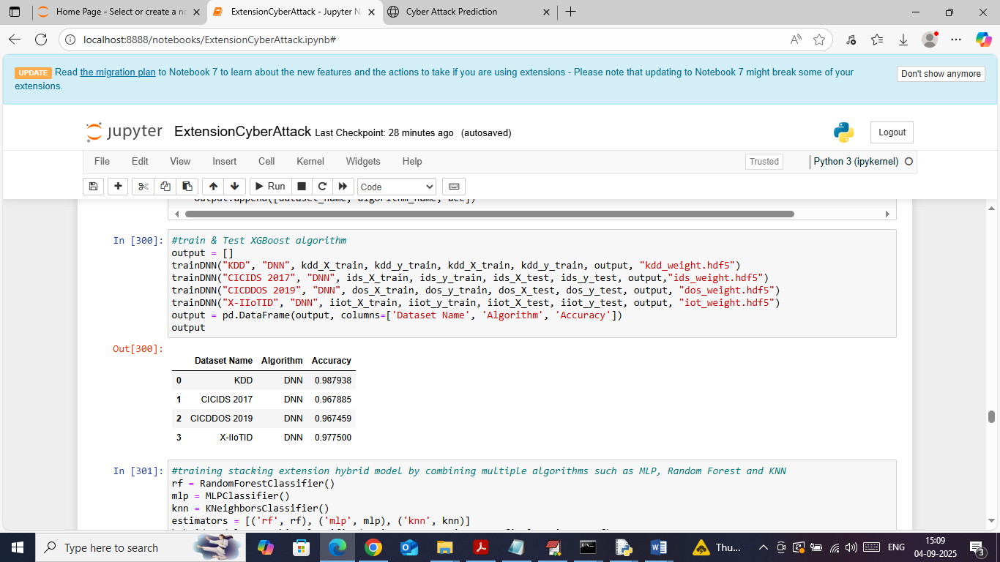 Home Page - Select or create a no
ExtensionCyberAttack - Jupyter N
Cyber Attack Prediction
localhost:8888/notebooks/ExtensionCyberAttack.ipynb#
UPDATE Read the migration plan to Notebook 7 to learn about the new features and the actions to take if you are using extensions - Please note that updating to Notebook 7 might break some of your
extensions.
Don't show anymore
jupyter ExtensionCyberAttack Last Checkpoint: 28 minutes ago (autosaved)
Logout
File Edit View Insert Cell Kernel Widgets Help
Trusted
Python 3 (ipykernel)
Run
Code
output.append([dataset_name, algorithm_name, acc])
In [300]:
#train & Test XGBoost algorithm
output = []
trainDNN("KDD", "DNN", kdd_X_train, kdd_y_train, kdd_X_train, kdd_y_train, output, "kdd_weight.hdf5")
trainDNN("CICIDS 2017", "DNN", ids_X_train, ids_y_train, ids_X_test, ids_y_test, output,"ids_weight.hdf5")
trainDNN("CICDDOS 2019", "DNN", dos_X_train, dos_y_train, dos_X_test, dos_y_test, output, "dos_weight.hdf5")
trainDNN("X-IIoTID", "DNN", iiot_X_train, iiot_y_train, iiot_X_test, iiot_y_test, output, "iot_weight.hdf5")
output = pd.DataFrame(output, columns=['Dataset Name', 'Algorithm', 'Accuracy'])
output
Out[300]:
Dataset Name Algorithm Accuracy
0 KDD DNN 0.987938
1 CICIDS 2017 DNN 0.967885
2 CICDDOS 2019 DNN 0.967459
3 X-IIoTID DNN 0.977500
In [301]:
#training stacking extension hybrid model by combining multiple algorithms such as MLP, Random Forest and KNN
rf = RandomForestClassifier()
mlp = MLPClassifier()
knn = KNeighborsClassifier()
estimators = [('rf', rf), ('mlp', mlp), ('knn', knn)]
Type here to search
Thu...
ENG
15:09
04-09-2025
3